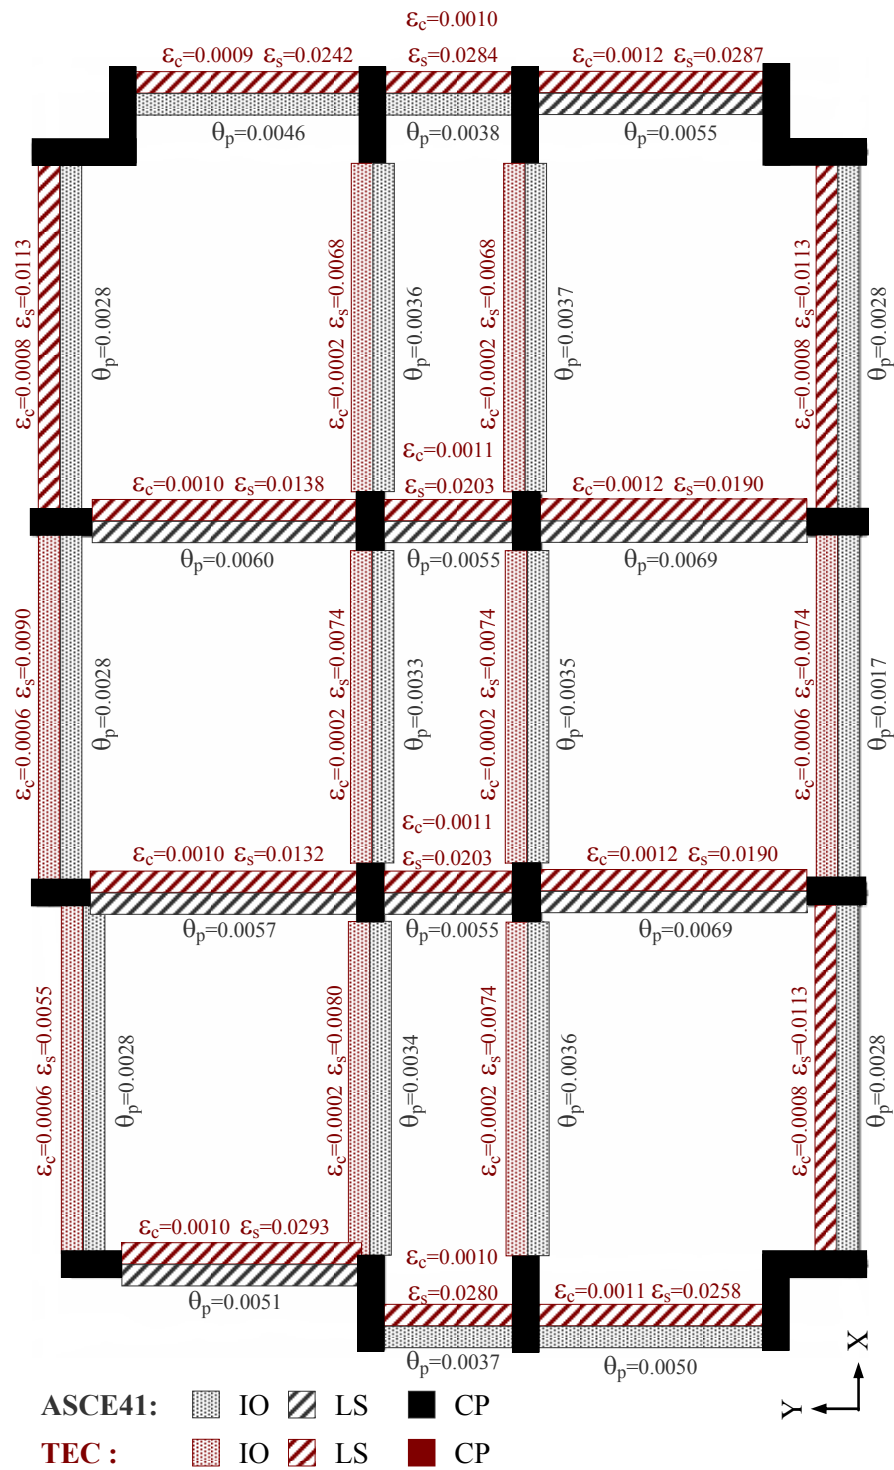 εc=0.0010
εc=0.0009 εs=0.0242
εs=0.0284
εc=0.0012 εs=0.0287
θp=0.0046
θp=0.0038
θp=0.0055
εc=0.0008 εs=0.0113
θp=0.0028
εc=0.0002 εs=0.0068
θp=0.0036
εc=0.0002 εs=0.0068
θp=0.0037
εc=0.0008 εs=0.0113
θp=0.0028
εc=0.0011
εc=0.0010 εs=0.0138
εs=0.0203
εc=0.0012 εs=0.0190
θp=0.0060
θp=0.0055
θp=0.0069
εc=0.0006 εs=0.0090
θp=0.0028
εc=0.0002 εs=0.0074
θp=0.0033
εc=0.0002 εs=0.0074
θp=0.0035
εc=0.0006 εs=0.0074
θp=0.0017
εc=0.0011
εc=0.0010 εs=0.0132
εs=0.0203
εc=0.0012 εs=0.0190
θp=0.0057
θp=0.0055
θp=0.0069
εc=0.0006 εs=0.0055
θp=0.0028
εc=0.0002 εs=0.0080
θp=0.0034
εc=0.0002 εs=0.0074
θp=0.0036
εc=0.0008 εs=0.0113
θp=0.0028
εc=0.0010 εs=0.0293
εc=0.0010
εs=0.0280
εc=0.0011 εs=0.0258
θp=0.0051
θp=0.0037
θp=0.0050
X
Y
ASCE41: IO LS CP
TEC : IO LS CP